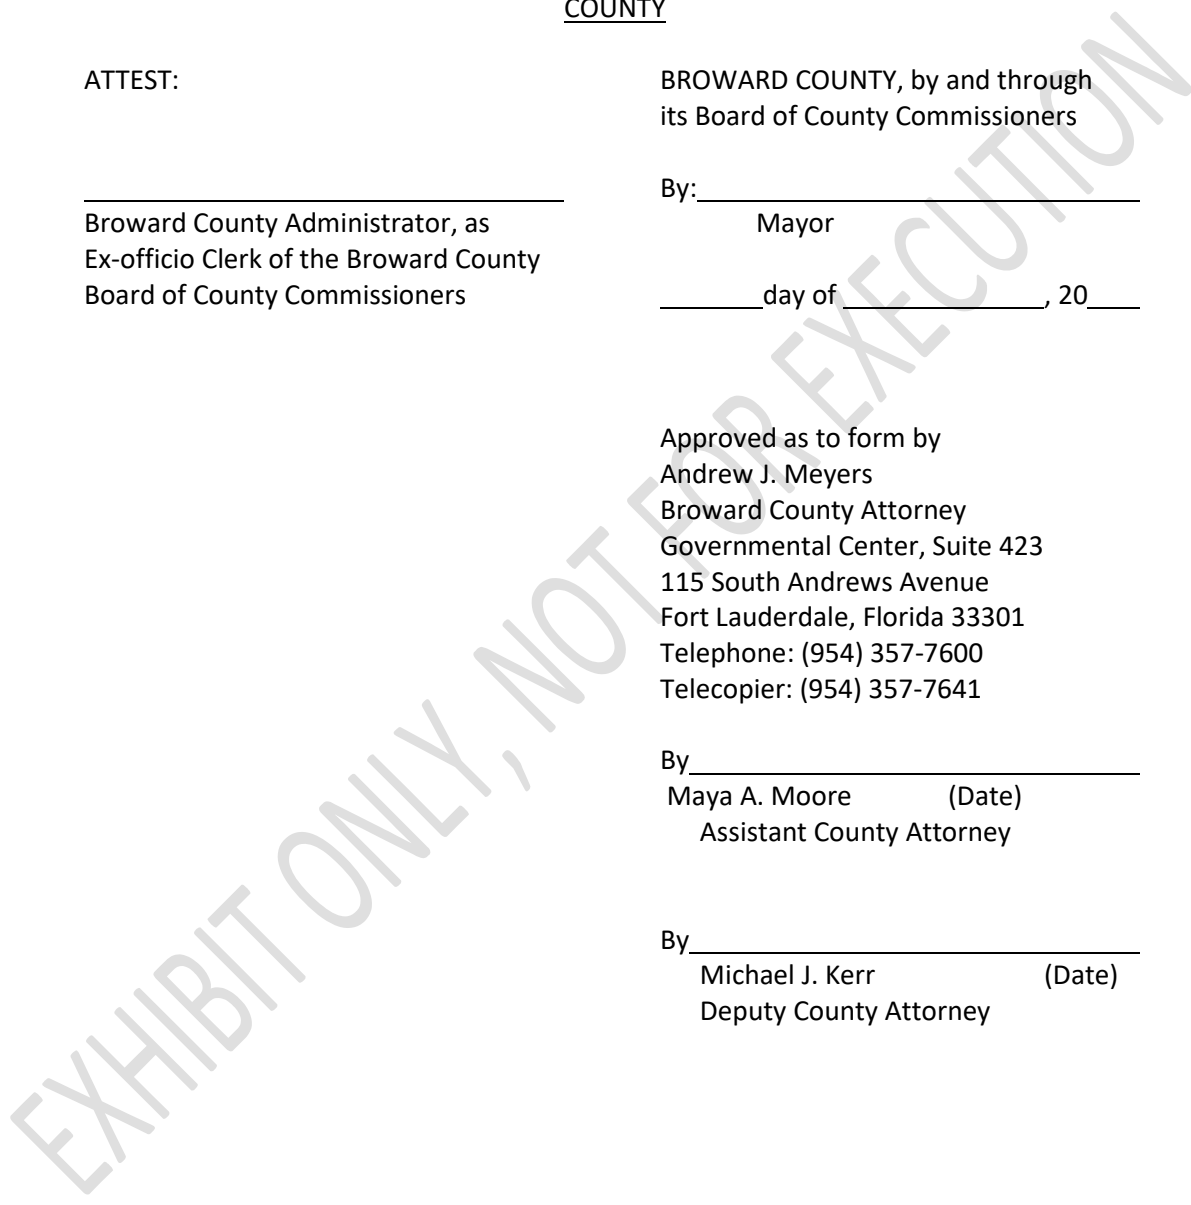 COUNTY
ATTEST:
Broward County Administrator, as
Ex-officio Clerk of the Broward County
Board of County Commissioners
BROWARD COUNTY, by and through
its Board of County Commissioners
By:
Mayor
day of , 20
Approved as to form by
Andrew J. Meyers
Broward County Attorney
Governmental Center, Suite 423
115 South Andrews Avenue
Fort Lauderdale, Florida 33301
Telephone: (954) 357-7600
Telecopier: (954) 357-7641
By
Maya A. Moore (Date)
Assistant County Attorney
By
Michael J. Kerr (Date)
Deputy County Attorney
EXHIBIT ONLY, NOT FOR EXECUTION